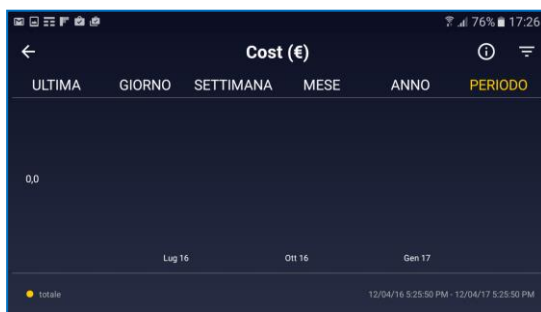 76% 17:26
Cost (€)
ULTIMA GIORNO SETTIMANA MESE ANNO PERIODO
0,0
Lug 16 Ott 16 Gen 17
totale 12/04/16 5:25:50 PM - 12/04/17 5:25:50 PM